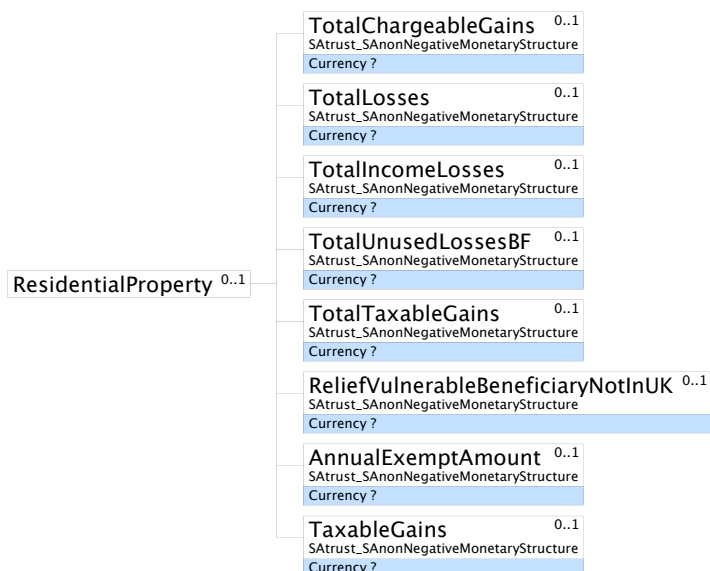 TotalChargeableGains 0..1
SAtrust_SAnonNegativeMonetaryStructure
Currency ?
TotalLosses 0..1
SAtrust_SAnonNegativeMonetaryStructure
Currency ?
TotalIncomeLosses 0..1
SAtrust_SAnonNegativeMonetaryStructure
Currency ?
TotalUnusedLossesBF 0..1
SAtrust_SAnonNegativeMonetaryStructure
Currency ?
ResidentialProperty 0..1
TotalTaxableGains 0..1
SAtrust_SAnonNegativeMonetaryStructure
Currency ?
ReliefVulnerableBeneficiaryNotInUK 0..1
SAtrust_SAnonNegativeMonetaryStructure
Currency ?
AnnualExemptAmount 0..1
SAtrust_SAnonNegativeMonetaryStructure
Currency ?
TaxableGains 0..1
SAtrust_SAnonNegativeMonetaryStructure
Currency ?